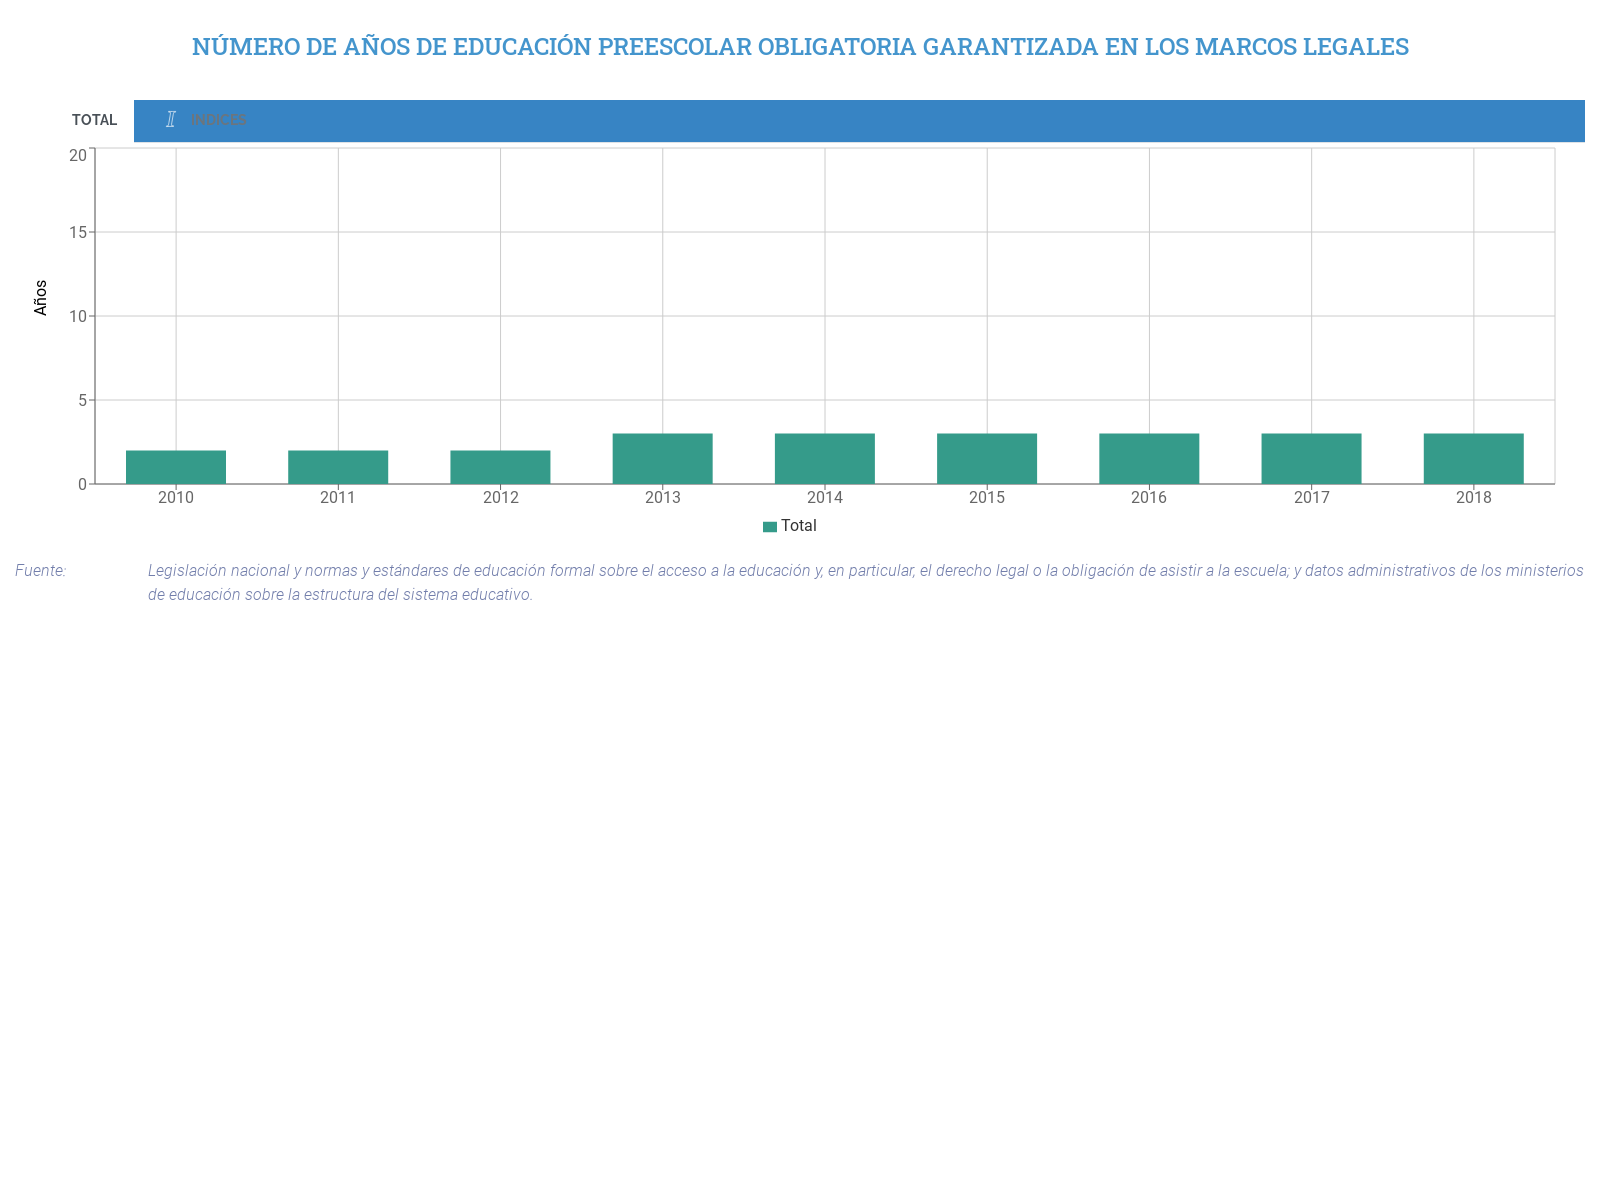 NÚMERO DE AÑOS DE EDUCACIÓN PREESCOLAR OBLIGATORIA GARANTIZADA EN LOS MARCOS LEGALES
TOTAL
I INDICES
Años
20
15
10
5
0
2010 2011 2012 2013 2014 2015 2016 2017 2018
Total
Fuente: Legislación nacional y normas y estándares de educación formal sobre el acceso a la educación y, en particular, el derecho legal o la obligación de asistir a la escuela; y datos administrativos de los ministerios
de educación sobre la estructura del sistema educativo.